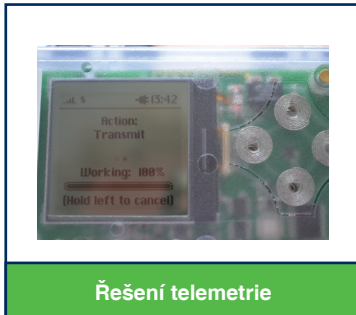 13:42
Action:
Transmit
Working: 100%
(Hold left to cancel)
Řešení telemetrie